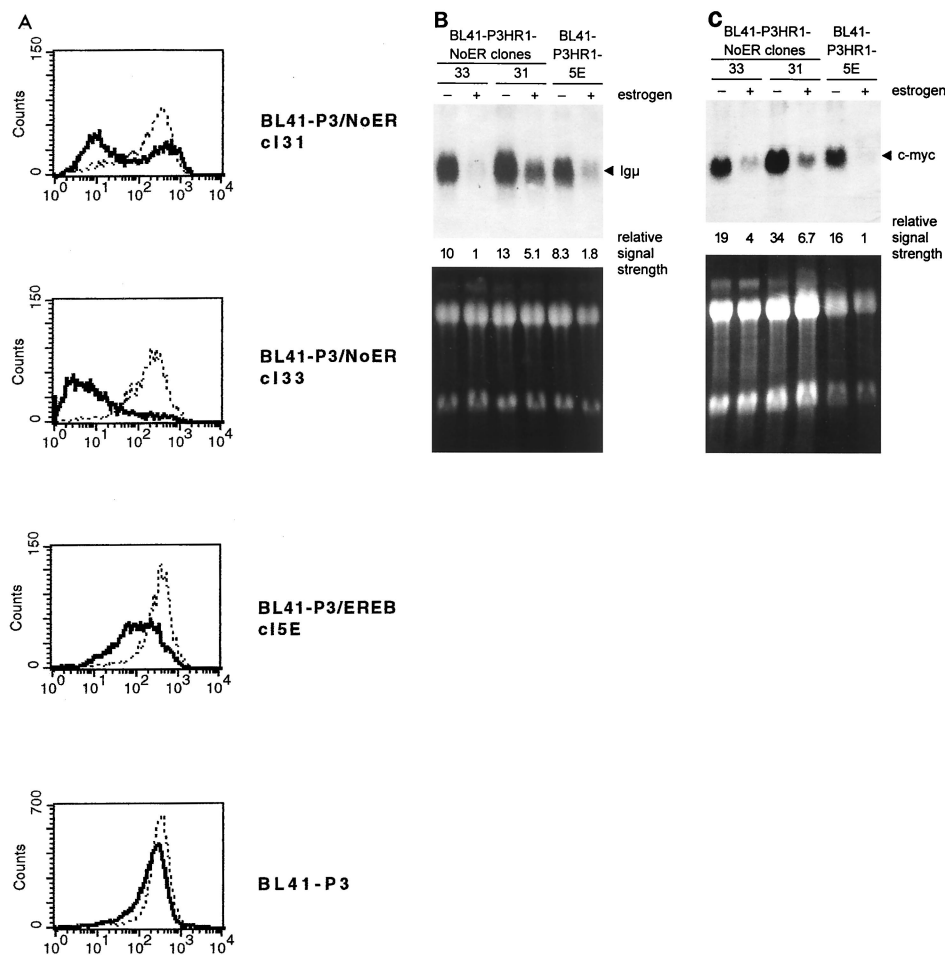 A
150
Counts
0
10^0 10^1 10^2 10^3 10^4
BL41-P3/NoER
cl31
150
Counts
0
10^0 10^1 10^2 10^3 10^4
BL41-P3/NoER
cl33
150
Counts
0
10^0 10^1 10^2 10^3 10^4
BL41-P3/EREB
cl5E
700
Counts
0
10^0 10^1 10^2 10^3 10^4
BL41-P3
B
BL41-P3HR1-
NoER clones
BL41-
P3HR1-
33 31 5E
– + – + – + estrogen
Igµ
10 1 13 5.1 8.3 1.8
relative
signal
strength
C
BL41-P3HR1-
NoER clones
BL41-
P3HR1-
33 31 5E
– + – + – + estrogen
c-myc
19 4 34 6.7 16 1
relative
signal
strength